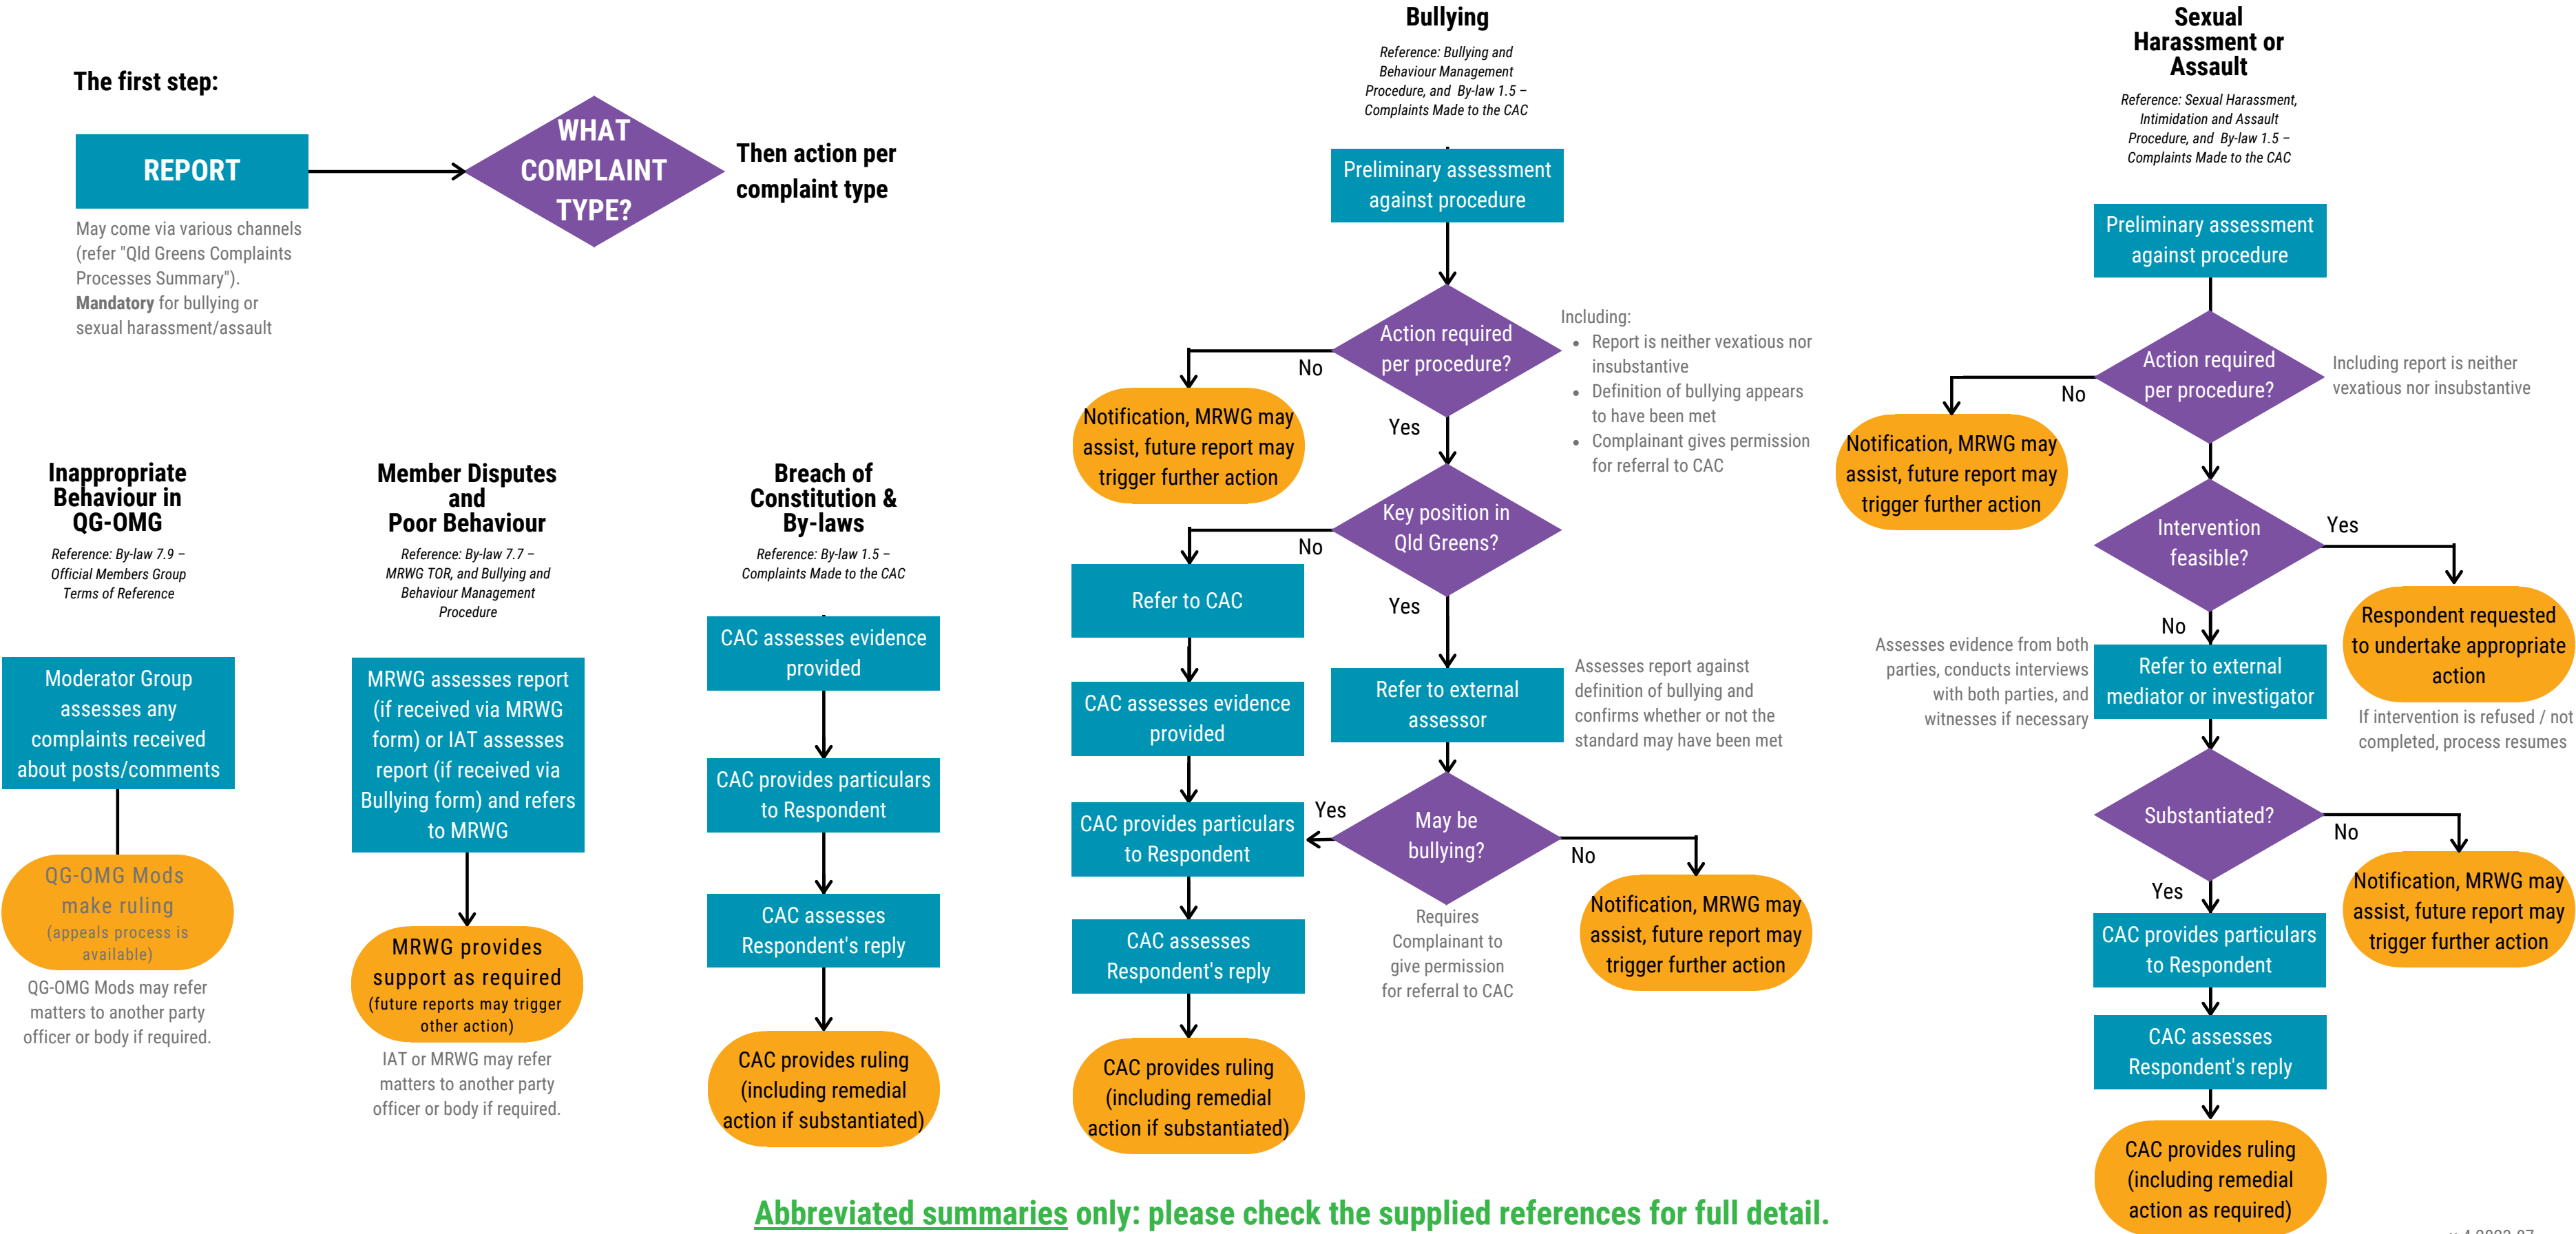 The first step:
REPORT
May come via various channels
(refer "Qld Greens Complaints
Processes Summary").
Mandatory for bullying or
sexual harassment/assault
WHAT
COMPLAINT
TYPE?
Then action per
complaint type
Inappropriate
Behaviour in
QG-OMG
Reference: By-law 7.9 –
Official Members Group
Terms of Reference
Moderator Group
assesses any
complaints received
about posts/comments
QG-OMG Mods
make ruling
(appeals process is
available)
QG-OMG Mods may refer
matters to another party
officer or body if required.
Member Disputes
and
Poor Behaviour
Reference: By-law 7.7 –
MRWG TOR, and Bullying and
Behaviour Management
Procedure
MRWG assesses report
(if received via MRWG
form) or IAT assesses
report (if received via
Bullying form) and refers
to MRWG
MRWG provides
support as required
(future reports may trigger
other action)
IAT or MRWG may refer
matters to another party
officer or body if required.
Breach of
Constitution &
By-laws
Reference: By-law 1.5 –
Complaints Made to the CAC
CAC assesses evidence
provided
CAC provides particulars
to Respondent
CAC assesses
Respondent's reply
CAC provides ruling
(including remedial
action if substantiated)
Bullying
Reference: Bullying and
Behaviour Management
Procedure, and By-law 1.5 –
Complaints Made to the CAC
Preliminary assessment
against procedure
Action required
per procedure?
Including:
• Report is neither vexatious nor
insubstantive
• Definition of bullying appears
to have been met
• Complainant gives permission
for referral to CAC
No
Notification, MRWG may
assist, future report may
trigger further action
Yes
Key position in
Qld Greens?
No
Refer to CAC
CAC assesses evidence
provided
CAC provides particulars
to Respondent
CAC assesses
Respondent's reply
CAC provides ruling
(including remedial
action if substantiated)
Yes
Refer to external
assessor
Assesses report against
definition of bullying and
confirms whether or not the
standard may have been met
May be
bullying?
Yes
No
Requires
Complainant to
give permission
for referral to CAC
Notification, MRWG may
assist, future report may
trigger further action
Sexual
Harassment or
Assault
Reference: Sexual Harassment,
Intimidation and Assault
Procedure, and By-law 1.5 –
Complaints Made to the CAC
Preliminary assessment
against procedure
Action required
per procedure?
Including report is neither
vexatious nor insubstantive
No
Notification, MRWG may
assist, future report may
trigger further action
Intervention
feasible?
Yes
Respondent requested
to undertake appropriate
action
If intervention is refused / not
completed, process resumes
No
Assesses evidence from both
parties, conducts interviews
with both parties, and
witnesses if necessary
Refer to external
mediator or investigator
Substantiated?
No
Notification, MRWG may
assist, future report may
trigger further action
Yes
CAC provides particulars
to Respondent
CAC assesses
Respondent's reply
CAC provides ruling
(including remedial
action as required)
Abbreviated summaries only: please check the supplied references for full detail.